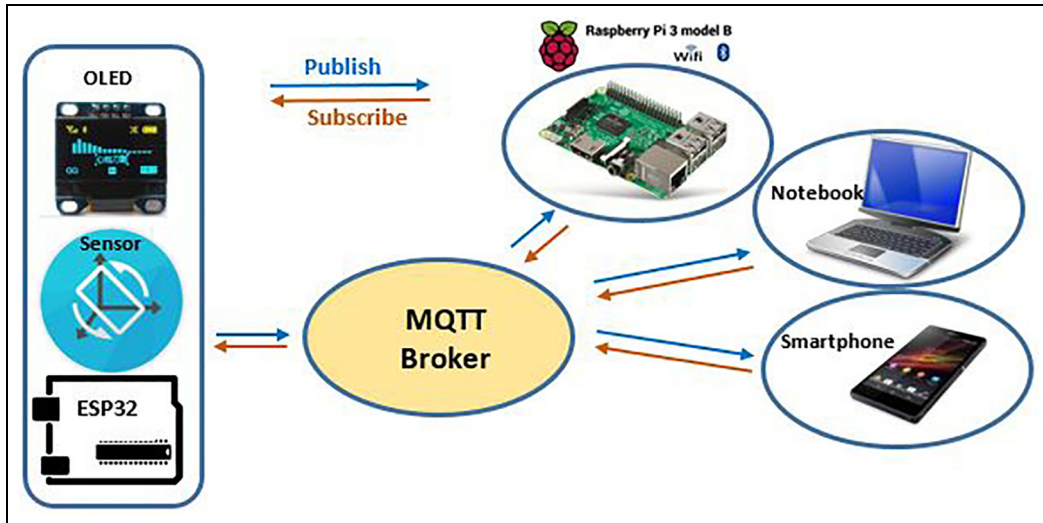 OLED
Publish
Subscribe
Raspberry Pi 3 model B
Wifi
Notebook
Sensor
MQTT
Broker
Smartphone
ESP32